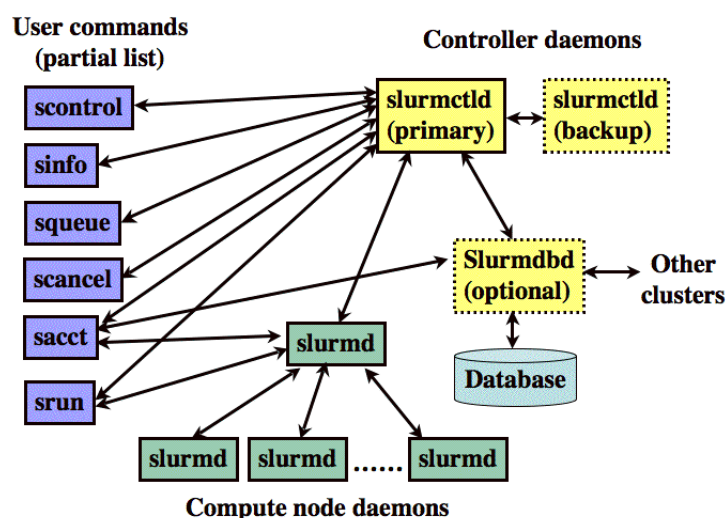 User commands
(partial list)
Controller daemons
scontrol
slurmctld
(primary)
slurmctld
(backup)
sinfo
squeue
scancel
Slurmdbd
(optional)
Other
clusters
sacct
slurmd
Database
srun
slurmd
slurmd
......
slurmd
Compute node daemons